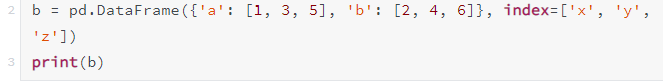 2 b = pd.DataFrame({'a': [1, 3, 5], 'b': [2, 4, 6]}, index=['x', 'y',
'z'])
3 print(b)